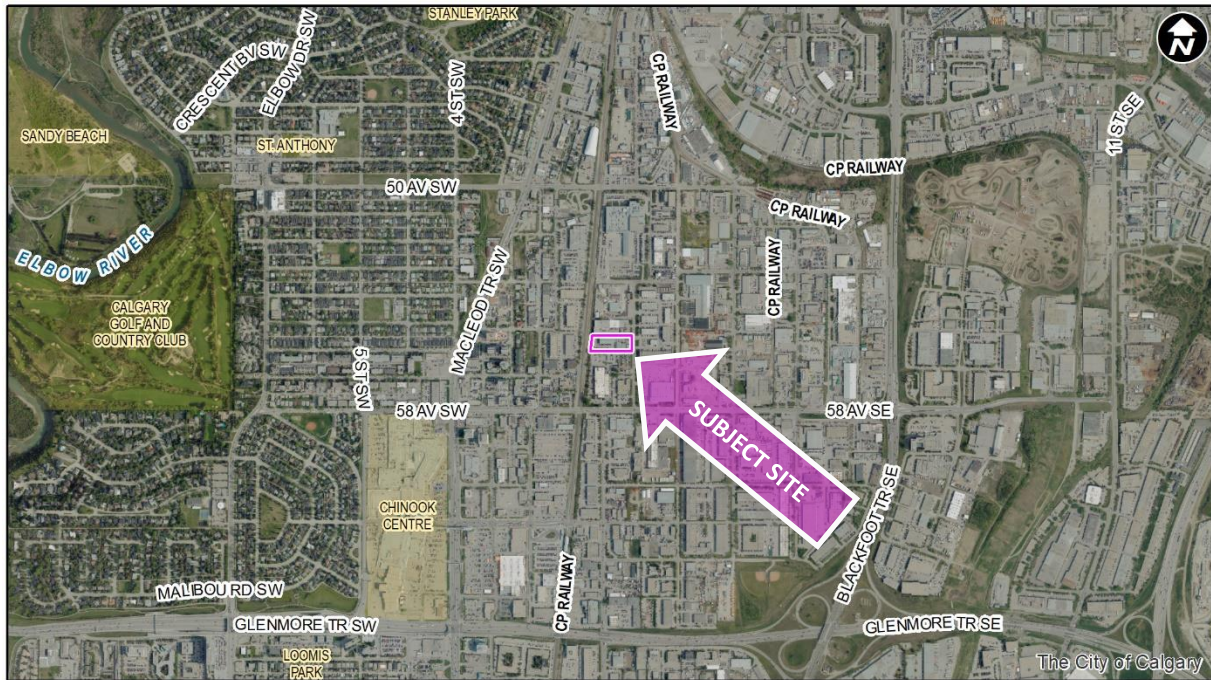 STANLEY PARK
N
CRESCENT BV SW
ELBOW DR SW
4 ST SW
CP RAILWAY
11 ST SE
SANDY BEACH
ST. ANTHONY
CP RAILWAY
50 AV SW
CP RAILWAY
ELBOW RIVER
MACLEOD TR SW
CP RAILWAY
CALGARY
GOLF AND
COUNTRY CLUB
5 ST SW
58 AV SW
58 AV SE
SUBJECT SITE
CHINOOK
CENTRE
BLACKFOOT TR SE
CP RAILWAY
MALIBOU RD SW
GLENMORE TR SW
GLENMORE TR SE
LOOMIS
PARK
The City of Calgary